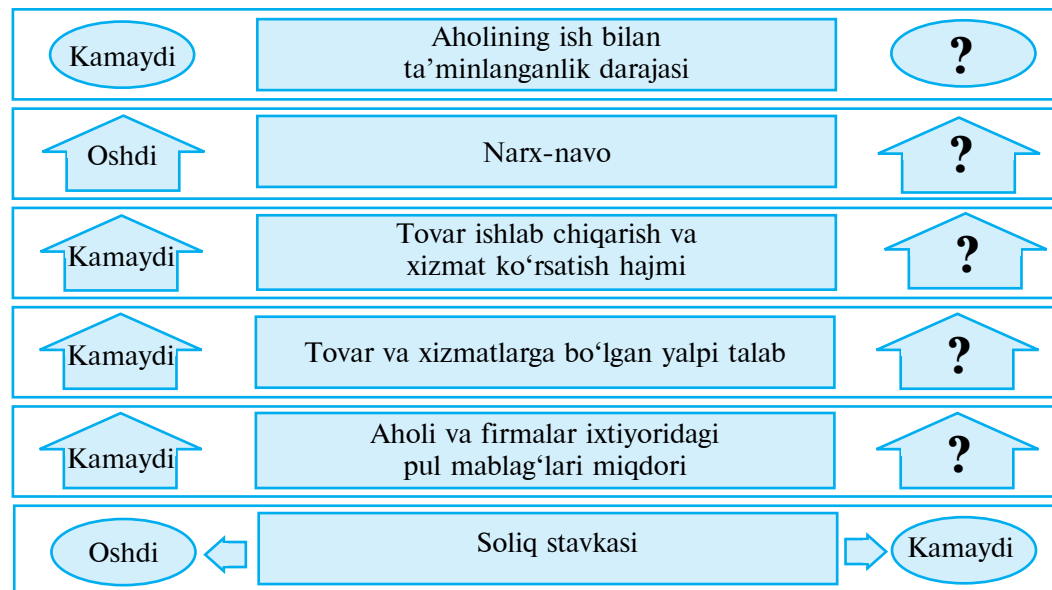 Kamaydi
Aholining ish bilan
ta’minlanganlik darajasi
?
Oshdi
Narx-navo
?
Kamaydi
Tovar ishlab chiqarish va
xizmat ko‘rsatish hajmi
?
Kamaydi
Tovar va xizmatlarga bo‘lgan yalpi talab
?
Kamaydi
Aholi va firmalar ixtiyoridagi
pul mablag‘lari miqdori
?
Oshdi
Soliq stavkasi
Kamaydi